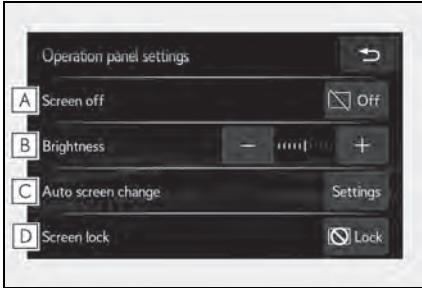 Operation panel settings
A Screen off Off
B Brightness − +
C Auto screen change Settings
D Screen lock Lock